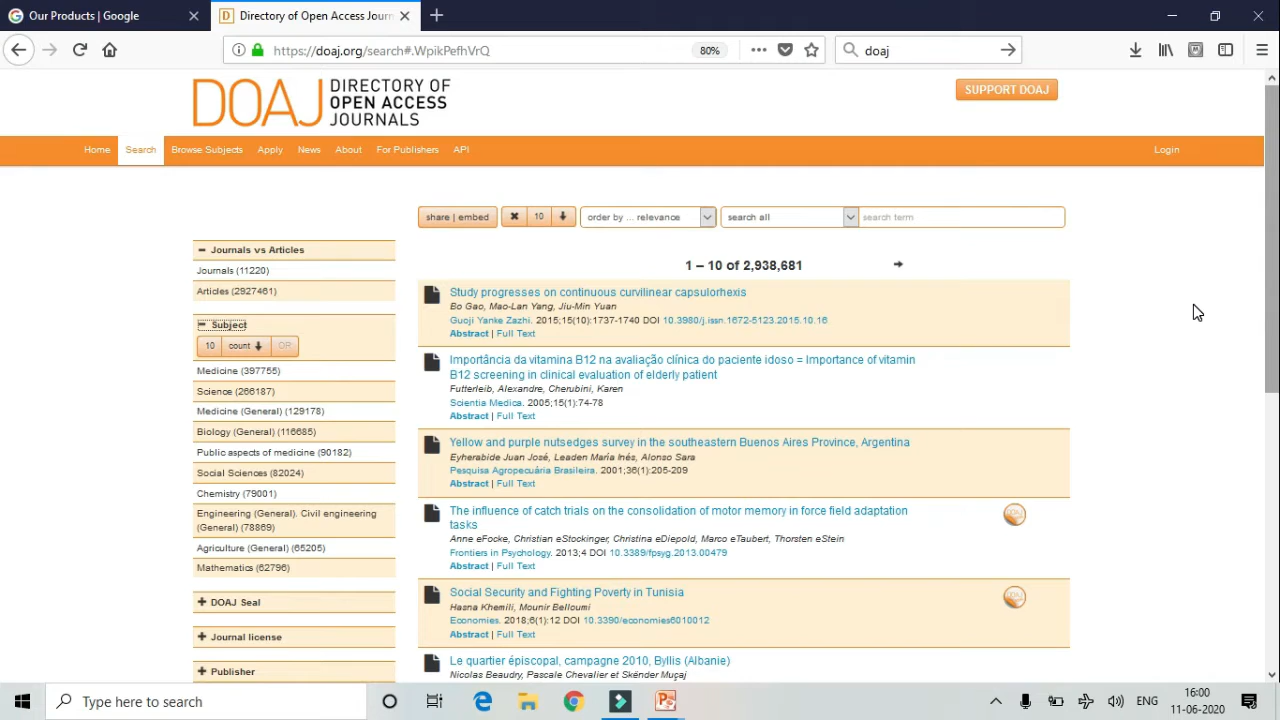 Our Products | Google
Directory of Open Access Journ
https://doaj.org/search#.WpikPefhVrQ
80%
doaj
DOAJ
DIRECTORY OF
OPEN ACCESS
JOURNALS
SUPPORT DOAJ
Home
Search
Browse Subjects
Apply
News
About
For Publishers
API
Login
share | embed
10
order by ... relevance
search all
search term
Journals vs Articles
Journals (11220)
Articles (2927461)
Subject
10
count
OR
Medicine (397755)
Science (266187)
Medicine (General) (129178)
Biology (General) (116685)
Public aspects of medicine (90182)
Social Sciences (82024)
Chemistry (79001)
Engineering (General). Civil engineering
(General) (78869)
Agriculture (General) (65205)
Mathematics (62796)
DOAJ Seal
Journal license
Publisher
1 – 10 of 2,938,681
Study progresses on continuous curvilinear capsulorhexis
Bo Gao, Mao-Lan Yang, Jiu-Min Yuan
Guoji Yanke Zazhi. 2015;15(10):1737-1740 DOI 10.3980/j.issn.1672-5123.2015.10.16
Abstract | Full Text
Importância da vitamina B12 na avaliação clínica do paciente idoso = Importance of vitamin
B12 screening in clinical evaluation of elderly patient
Futterleib, Alexandre, Cherubini, Karen
Scientia Medica. 2005;15(1):74-78
Abstract | Full Text
Yellow and purple nutsedges survey in the southeastern Buenos Aires Province, Argentina
Eyherabide Juan José, Leaden María Inés, Alonso Sara
Pesquisa Agropecuária Brasileira. 2001;36(1):205-209
Abstract | Full Text
The influence of catch trials on the consolidation of motor memory in force field adaptation
tasks
Anne eFocke, Christian eStockinger, Christina eDiepold, Marco eTaubert, Thorsten eStein
Frontiers in Psychology. 2013;4 DOI 10.3389/fpsyg.2013.00479
Abstract | Full Text
Social Security and Fighting Poverty in Tunisia
Hasna Khemili, Mounir Belloumi
Economies. 2018;6(1):12 DOI 10.3390/economies6010012
Abstract | Full Text
Le quartier épiscopal, campagne 2010, Byllis (Albanie)
Nicolas Beaudry, Pascale Chevalier et Skënder Muçaj
Type here to search
ENG
16:00
11-06-2020